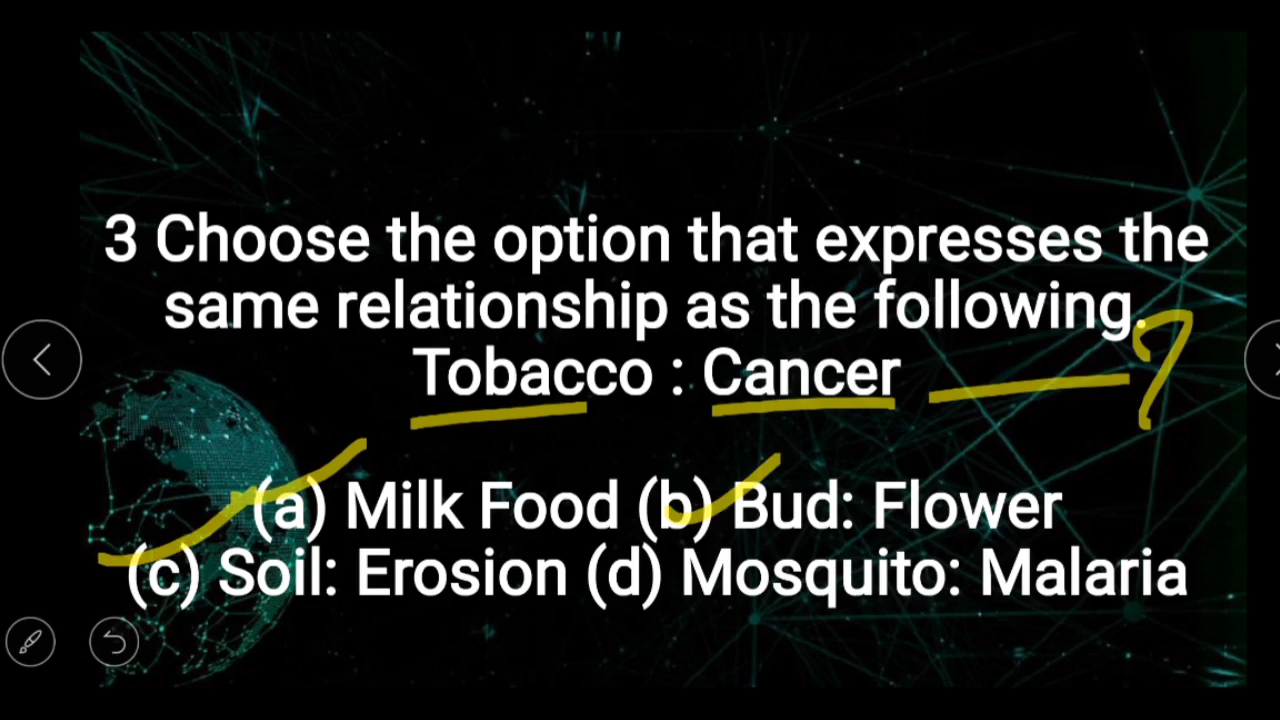 3 Choose the option that expresses the
same relationship as the following.
Tobacco : Cancer ?
(a) Milk Food (b) Bud: Flower
(c) Soil: Erosion (d) Mosquito: Malaria